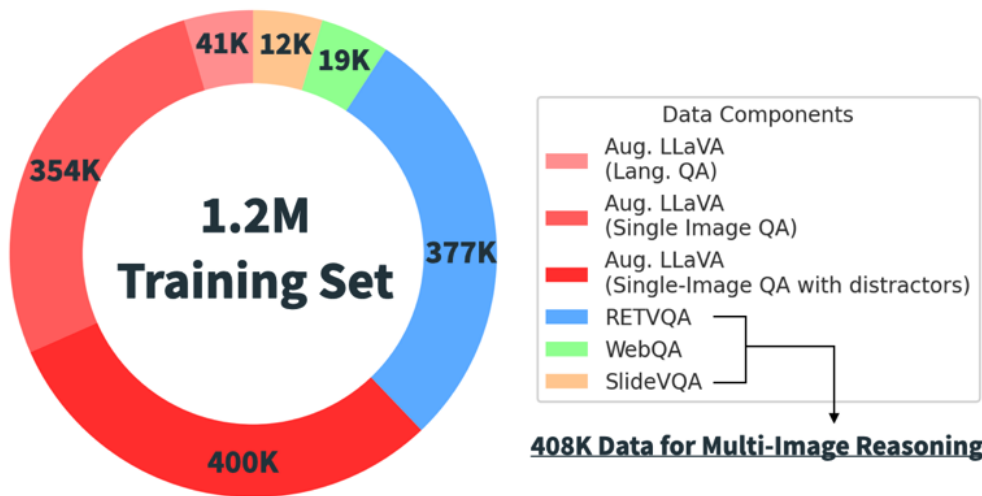 41K
12K
19K
354K
377K
400K
1.2M
Training Set
Data Components
Aug. LLaVA
(Lang. QA)
Aug. LLaVA
(Single Image QA)
Aug. LLaVA
(Single-Image QA with distractors)
RETVQA
WebQA
SlideVQA
408K Data for Multi-Image Reasoning